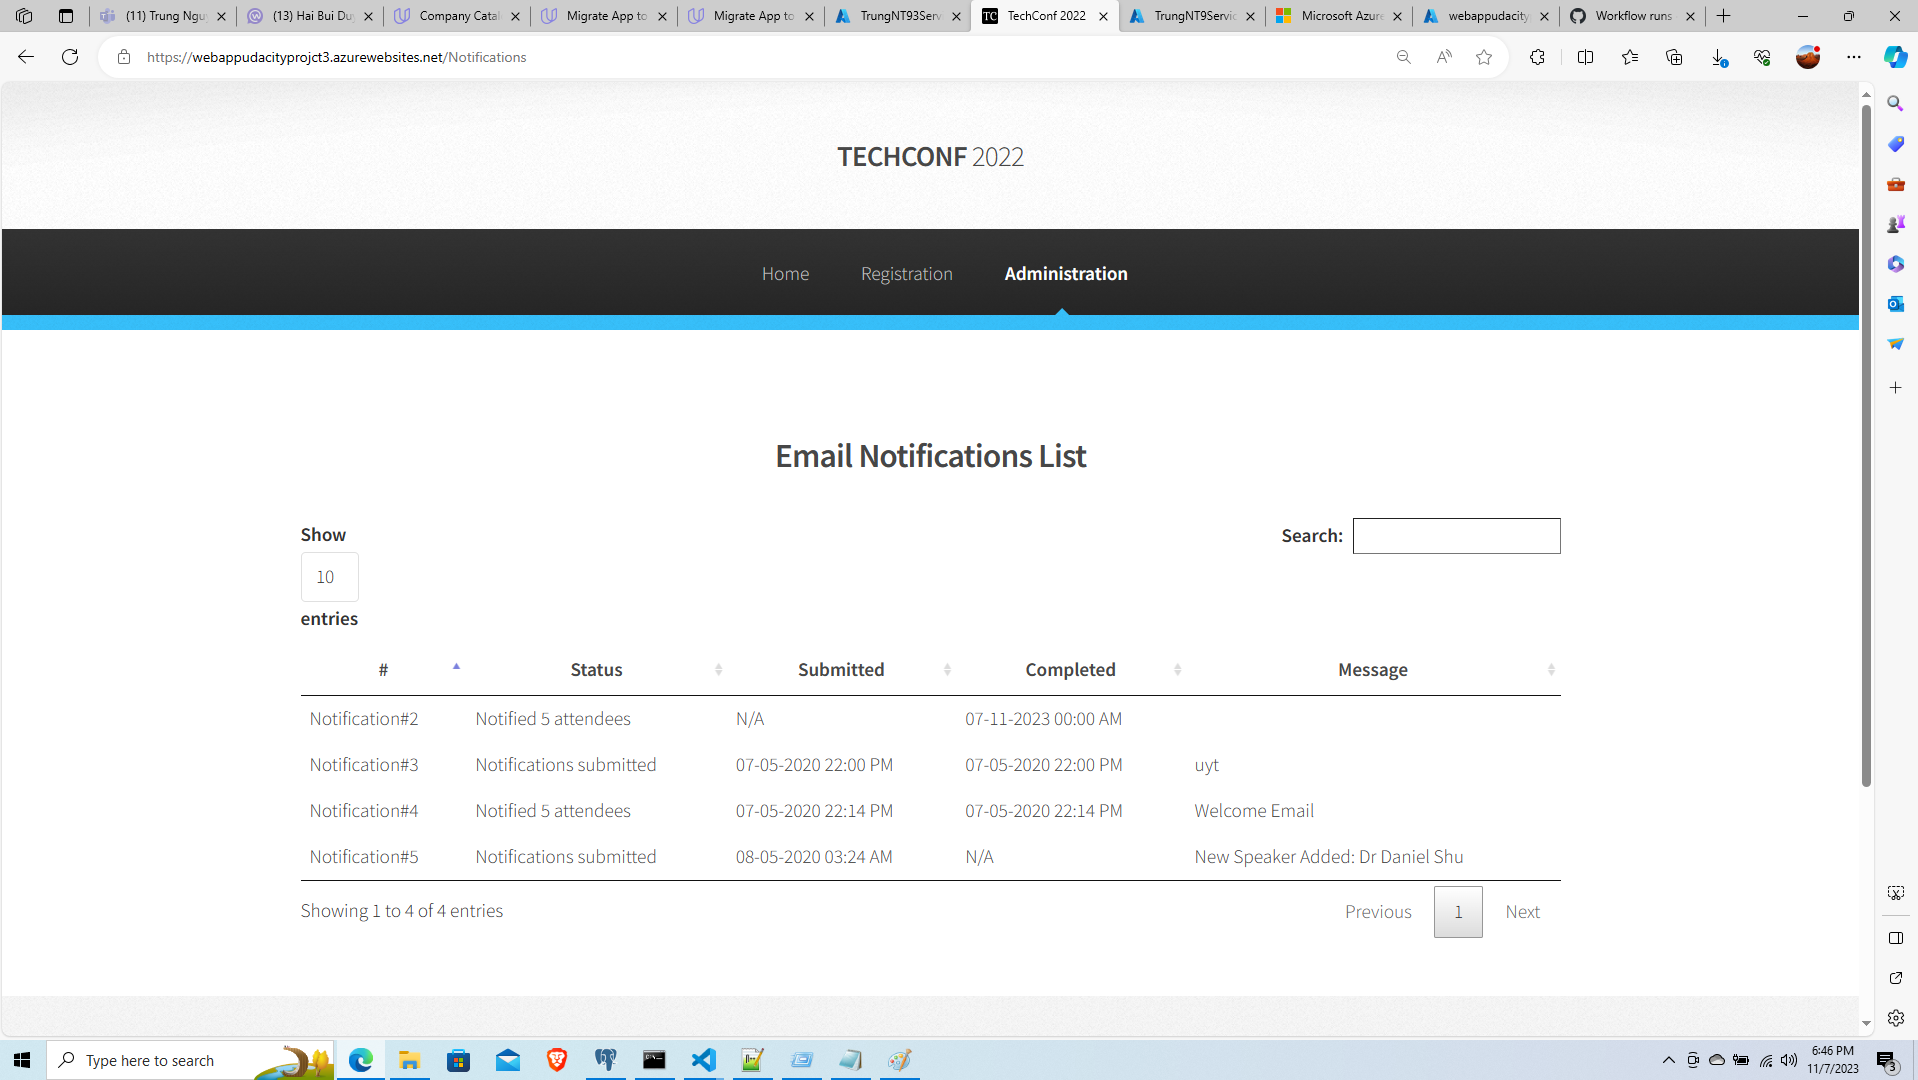 (11) Trung Ngu
(13) Hai Bui Du
Company Catal
Migrate App to
Migrate App to
TrungNT93Serv
TC
TechConf 2022
TrungNT9Servic
Microsoft Azure
webappudacity
Workflow runs
https://webappudacityprojct3.azurewebsites.net/Notifications
TECHCONF 2022
Home
Registration
Administration
Email Notifications List
Show
10
entries
Search:
# Status Submitted Completed Message
Notification#2 Notified 5 attendees N/A 07-11-2023 00:00 AM
Notification#3 Notifications submitted 07-05-2020 22:00 PM 07-05-2020 22:00 PM uyt
Notification#4 Notified 5 attendees 07-05-2020 22:14 PM 07-05-2020 22:14 PM Welcome Email
Notification#5 Notifications submitted 08-05-2020 03:24 AM N/A New Speaker Added: Dr Daniel Shu
Showing 1 to 4 of 4 entries
Previous 1 Next
Type here to search
6:46 PM
11/7/2023
3